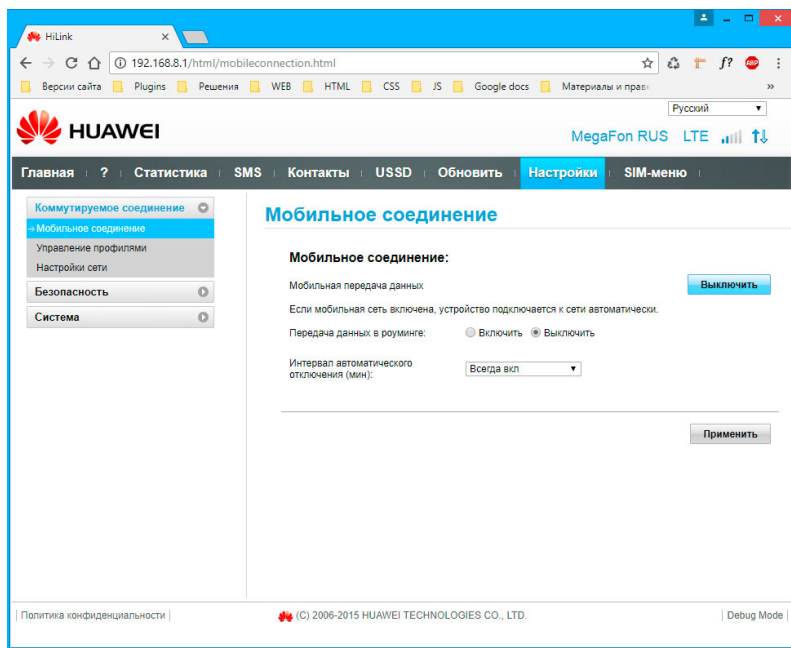 HiLink
192.168.8.1/html/mobileconnection.html
f? ABP
Версии сайта Plugins Решения WEB HTML CSS JS Google docs Материалы и прав »
Русский
HUAWEI
MegaFon RUS LTE
Главная ? Статистика SMS Контакты USSD Обновить Настройки SIM-меню
Коммутируемое соединение
Мобильное соединение
Управление профилями
Настройки сети
Безопасность
Система
Мобильное соединение
Мобильное соединение:
Мобильная передача данных Выключить
Если мобильная сеть включена, устройство подключается к сети автоматически.
Передача данных в роуминге: Включить Выключить
Интервал автоматического
отключения (мин): Всегда вкл
Применить
Политика конфиденциальности (C) 2006-2015 HUAWEI TECHNOLOGIES CO., LTD. Debug Mode